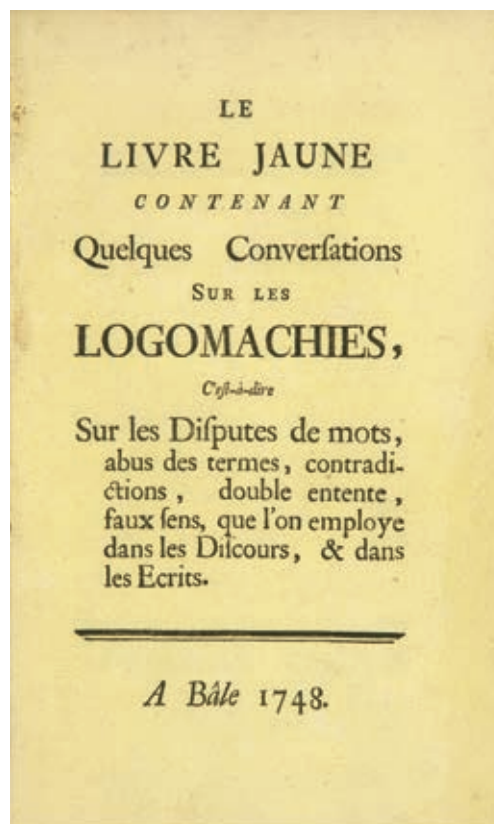 LE
LIVRE JAUNE
CONTENANT
Quelques Converſations
SUR LES
LOGOMACHIES,
C'eſt-à-dire
Sur les Diſputes de mots,
abus des termes, contradi-
ctions, double entente,
faux ſens, que l'on employe
dans les Diſcours, & dans
les Ecrits.
A Bâle 1748.